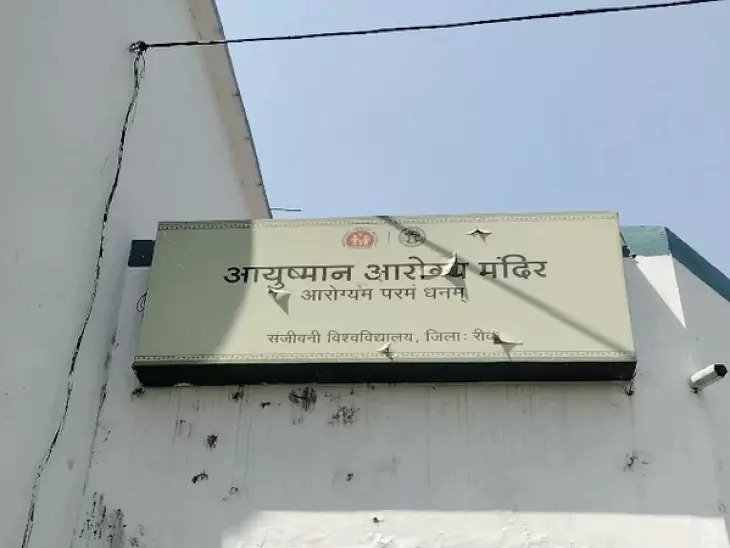 आयुष्मान आरोग्य मंदिर
आरोग्यम परमं धनम्
संजीवनी विश्वविद्यालय, जिला: रीवा